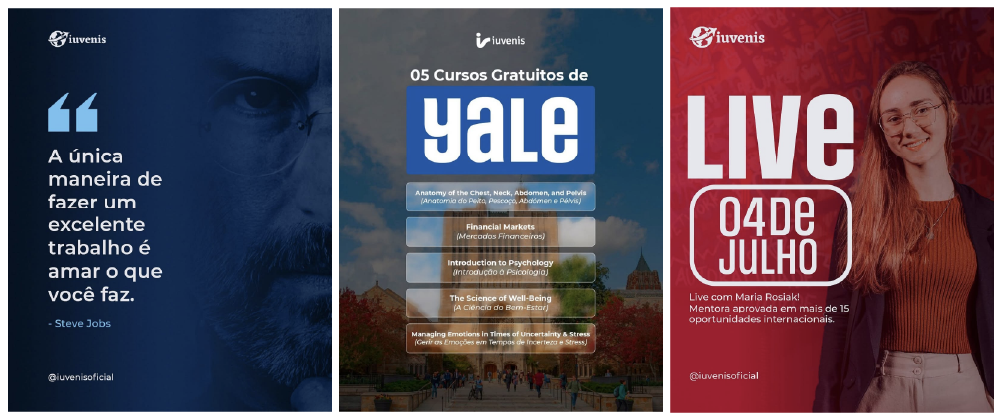 iuvenis
A única
maneira de
fazer um
excelente
trabalho é
amar o que
você faz.
- Steve Jobs
@iuvenisoficial
iuvenis
05 Cursos Gratuitos de
Yale
Anatomy of the Chest, Neck, Abdomen, and Pelvis
(Anatomia do Peito, Pescoço, Abdômen e Pélvis)
Financial Markets
(Mercados Financeiros)
Introduction to Psychology
(Introdução à Psicologia)
The Science of Well-Being
(A Ciência do Bem-Estar)
Managing Emotions in Times of Uncertainty & Stress
(Gerir as Emoções em Tempos de Incerteza e Stress)
iuvenis
LIVE
04 DE
JULHO
Live com Maria Rosiak!
Mentora aprovada em mais de 15
oportunidades internacionais.
@iuvenisoficial